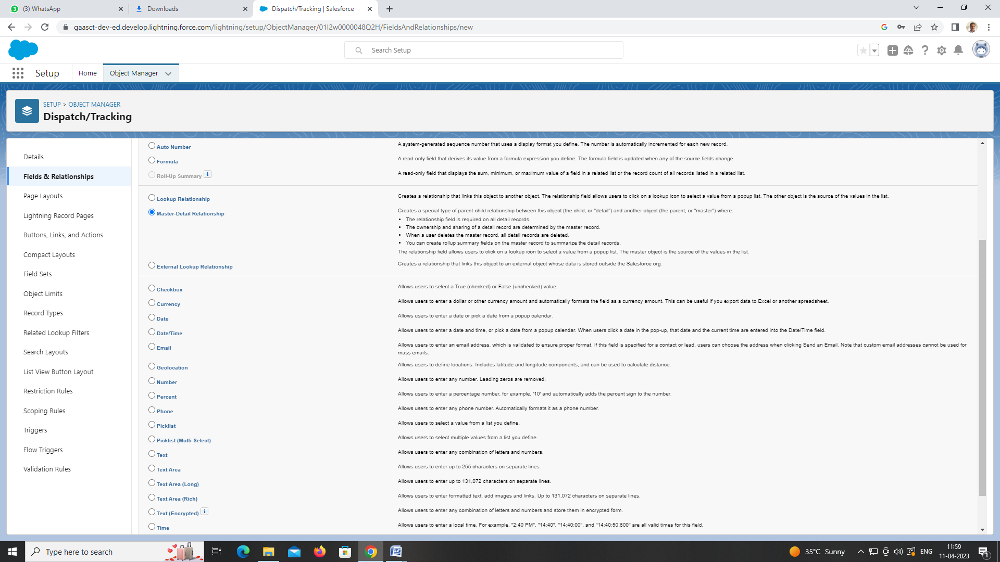 (3) WhatsApp
Downloads
Dispatch/Tracking | Salesforce
gaasct-dev-ed.develop.lightning.force.com/lightning/setup/ObjectManager/01I2w0000048Q2H/FieldsAndRelationships/new
Search Setup
Setup
Home
Object Manager
SETUP > OBJECT MANAGER
Dispatch/Tracking
Details
Fields & Relationships
Page Layouts
Lightning Record Pages
Buttons, Links, and Actions
Compact Layouts
Field Sets
Object Limits
Record Types
Related Lookup Filters
Search Layouts
List View Button Layout
Restriction Rules
Scoping Rules
Triggers
Flow Triggers
Validation Rules
Auto Number
A system-generated sequence number that uses a display format you define. The number is automatically incremented for each new record.
Formula
A read-only field that derives its value from a formula expression you define. The formula field is updated when any of the source fields change.
Roll-Up Summary i
A read-only field that displays the sum, minimum, or maximum value of a field in a related list or the record count of all records listed in a related list.
Lookup Relationship
Creates a relationship that links this object to another object. The relationship field allows users to click on a lookup icon to select a value from a popup list. The other object is the source of the values in the list.
Master-Detail Relationship
Creates a special type of parent-child relationship between this object (the child, or "detail") and another object (the parent, or "master") where:
• The relationship field is required on all detail records.
• The ownership and sharing of a detail record are determined by the master record.
• When a user deletes the master record, all detail records are deleted.
• You can create rollup summary fields on the master record to summarize the detail records.
The relationship field allows users to click on a lookup icon to select a value from a popup list. The master object is the source of the values in the list.
External Lookup Relationship
Creates a relationship that links this object to an external object whose data is stored outside the Salesforce org.
Checkbox
Allows users to select a True (checked) or False (unchecked) value.
Currency
Allows users to enter a dollar or other currency amount and automatically formats the field as a currency amount. This can be useful if you export data to Excel or another spreadsheet.
Date
Allows users to enter a date or pick a date from a popup calendar.
Date/Time
Allows users to enter a date and time, or pick a date from a popup calendar. When users click a date in the pop-up, that date and the current time are entered into the Date/Time field.
Email
Allows users to enter an email address, which is validated to ensure proper format. If this field is specified for a contact or lead, users can choose the address when clicking Send an Email. Note that custom email addresses cannot be used for
mass emails.
Geolocation
Allows users to define locations. Includes latitude and longitude components, and can be used to calculate distance.
Number
Allows users to enter any number. Leading zeros are removed.
Percent
Allows users to enter a percentage number, for example, '10' and automatically adds the percent sign to the number.
Phone
Allows users to enter any phone number. Automatically formats it as a phone number.
Picklist
Allows users to select a value from a list you define.
Picklist (Multi-Select)
Allows users to select multiple values from a list you define.
Text
Allows users to enter any combination of letters and numbers.
Text Area
Allows users to enter up to 255 characters on separate lines.
Text Area (Long)
Allows users to enter up to 131,072 characters on separate lines.
Text Area (Rich)
Allows users to enter formatted text, add images and links. Up to 131,072 characters on separate lines.
Text (Encrypted) i
Allows users to enter any combination of letters and numbers and store them in encrypted form.
Time
Allows users to enter a local time. For example, "2:40 PM", "14:40", "14:40:00", and "14:40:50.600" are all valid times for this field.
Type here to search
35°C Sunny
ENG
11:59
11-04-2023
1